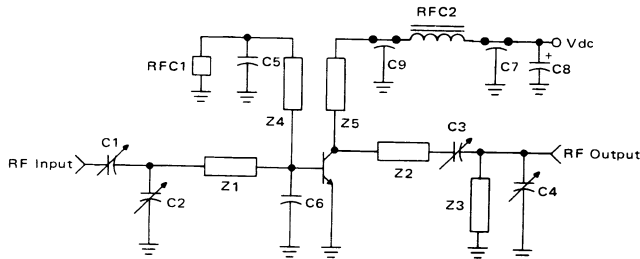 RFC2
Vdc
RFC1
C5
C9
C7
+
C8
Z4
Z5
C1
C3
RF Input
RF Output
Z1
Z2
C2
C6
Z3
C4